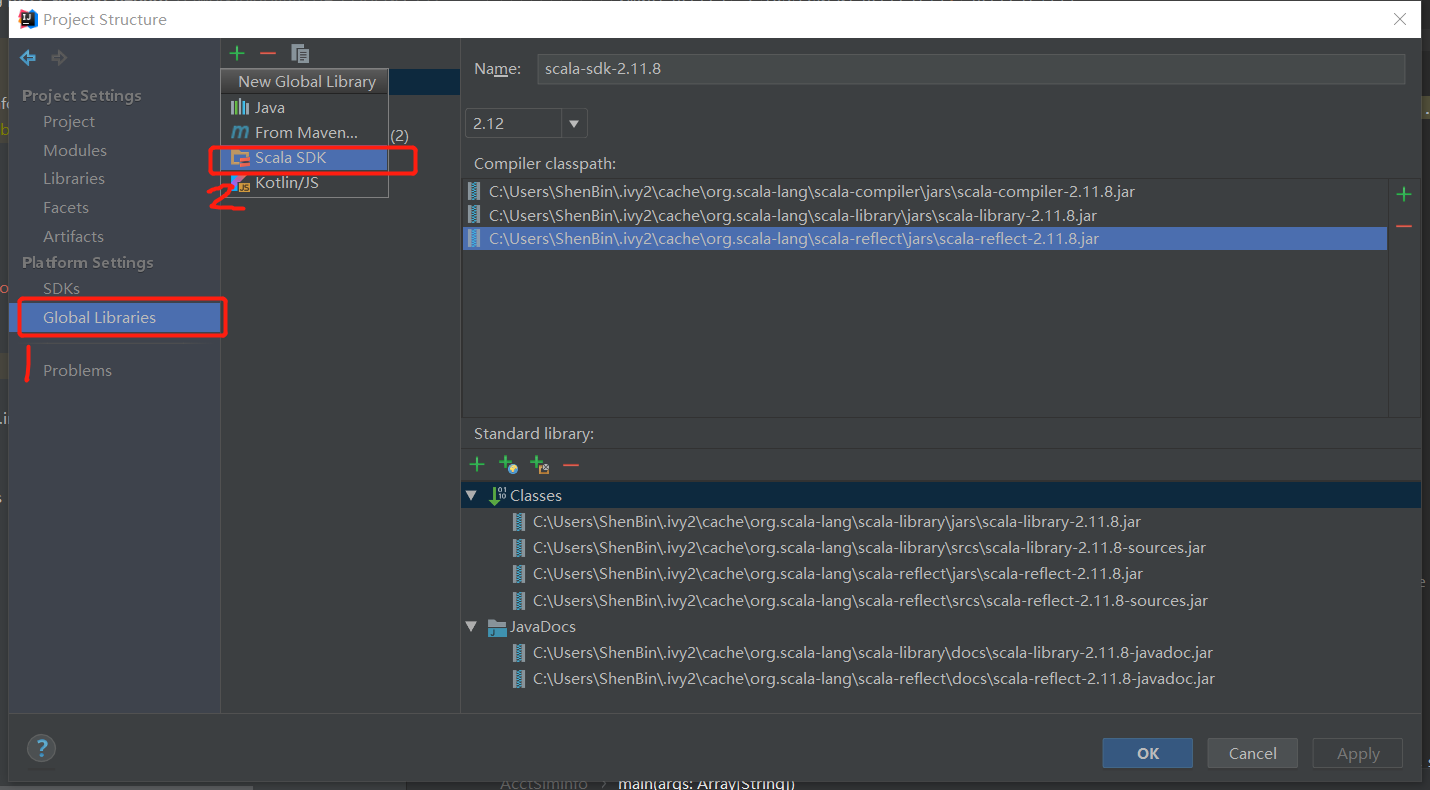 Project Structure
Project Settings
Project
Modules
Libraries
Facets
Artifacts
Platform Settings
SDKs
Global Libraries
1
Problems
New Global Library
Java
From Maven...
(2)
Scala SDK
2
Kotlin/JS
Name: scala-sdk-2.11.8
2.12
Compiler classpath:
C:\Users\ShenBin\.ivy2\cache\org.scala-lang\scala-compiler\jars\scala-compiler-2.11.8.jar
C:\Users\ShenBin\.ivy2\cache\org.scala-lang\scala-library\jars\scala-library-2.11.8.jar
C:\Users\ShenBin\.ivy2\cache\org.scala-lang\scala-reflect\jars\scala-reflect-2.11.8.jar
Standard library:
Classes
C:\Users\ShenBin\.ivy2\cache\org.scala-lang\scala-library\jars\scala-library-2.11.8.jar
C:\Users\ShenBin\.ivy2\cache\org.scala-lang\scala-library\srcs\scala-library-2.11.8-sources.jar
C:\Users\ShenBin\.ivy2\cache\org.scala-lang\scala-reflect\jars\scala-reflect-2.11.8.jar
C:\Users\ShenBin\.ivy2\cache\org.scala-lang\scala-reflect\srcs\scala-reflect-2.11.8-sources.jar
JavaDocs
C:\Users\ShenBin\.ivy2\cache\org.scala-lang\scala-library\docs\scala-library-2.11.8-javadoc.jar
C:\Users\ShenBin\.ivy2\cache\org.scala-lang\scala-reflect\docs\scala-reflect-2.11.8-javadoc.jar
?
OK
Cancel
Apply
main(args: Array[String])